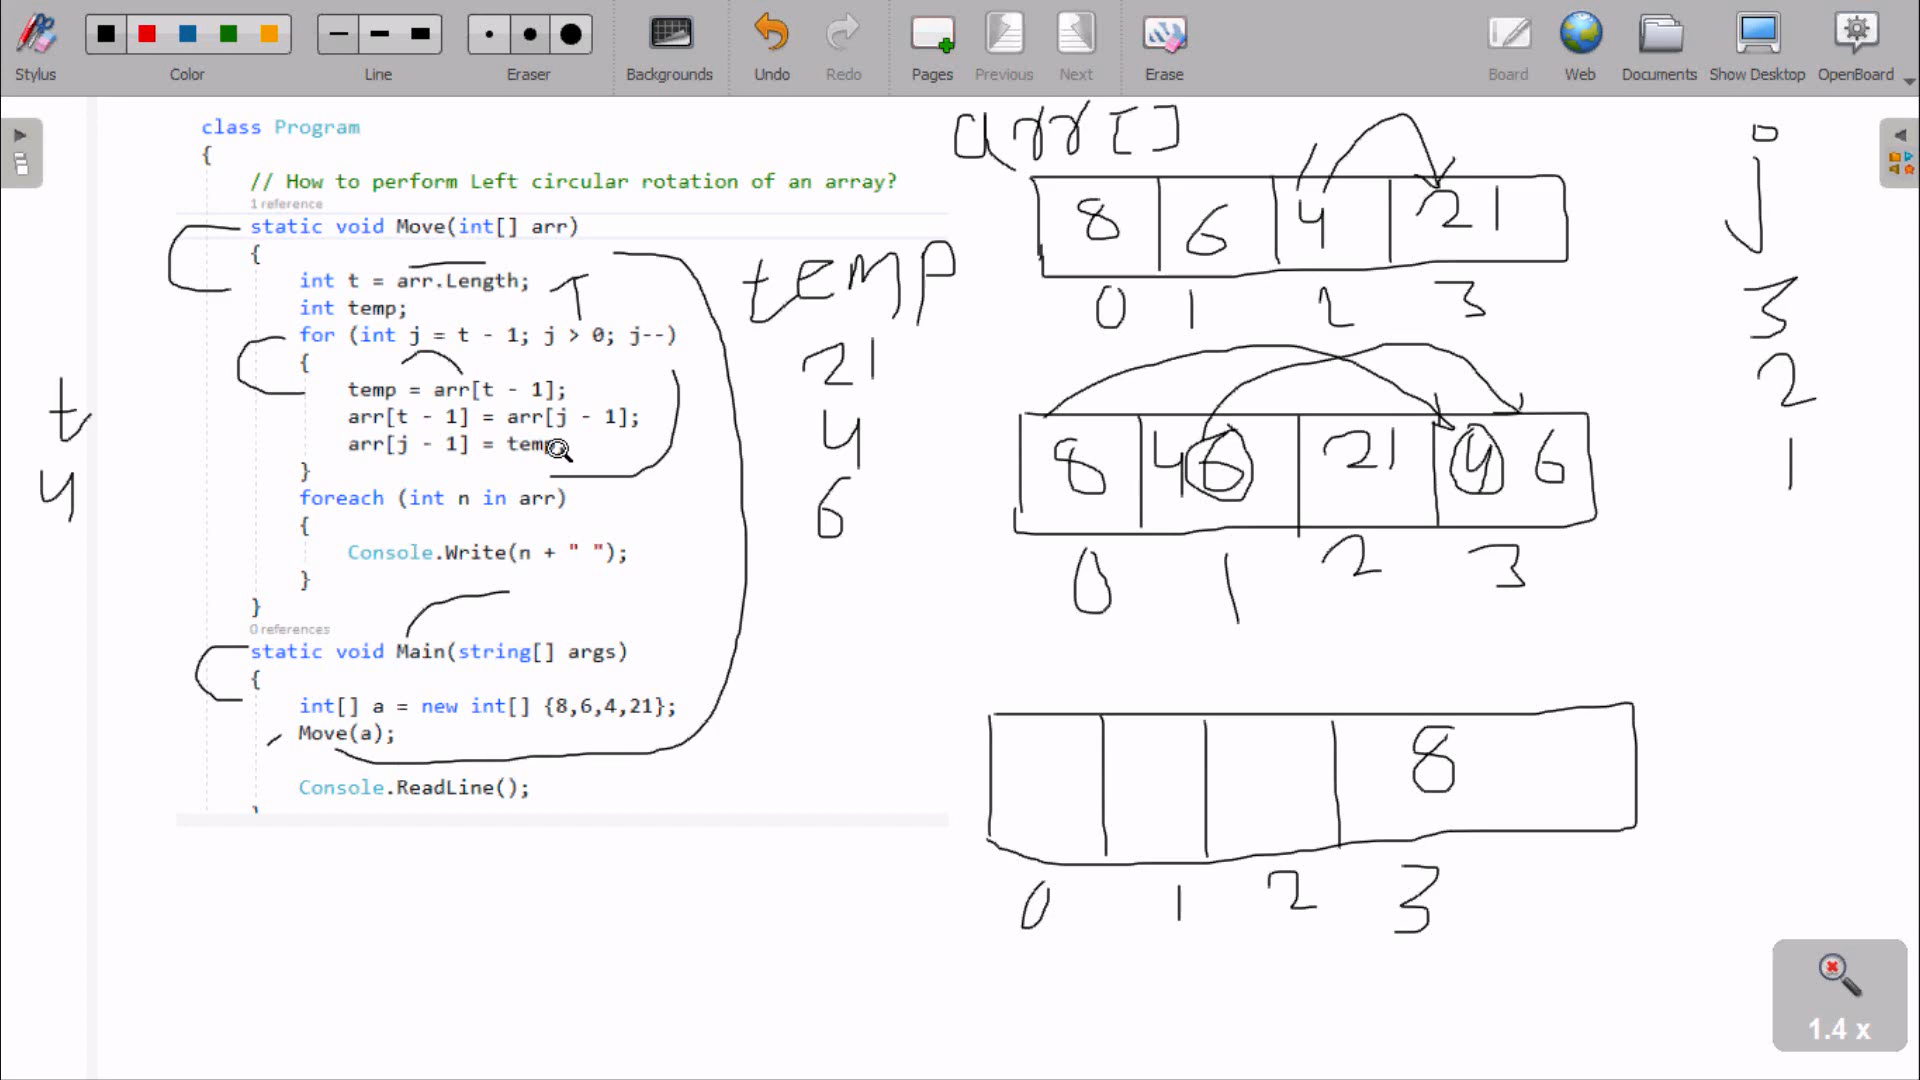 Stylus Color Line Eraser Backgrounds Undo Redo Pages Previous Next Erase Board Web Documents Show Desktop OpenBoard
class Program
{
// How to perform Left circular rotation of an array?
1 reference
static void Move(int[] arr)
{
int t = arr.Length;
int temp;
for (int j = t - 1; j > 0; j--)
{
temp = arr[t - 1];
arr[t - 1] = arr[j - 1];
arr[j - 1] = temp
}
foreach (int n in arr)
{
Console.Write(n + " ");
}
}
0 references
static void Main(string[] args)
{
int[] a = new int[] {8,6,4,21};
Move(a);
Console.ReadLine();
t
4
temp
21
4
6
arr[]
8 6 4 21
0 1 2 3
8 4 6 21 4 6
0 1 2 3
8
0 1 2 3
j
3
2
1
1.4 x